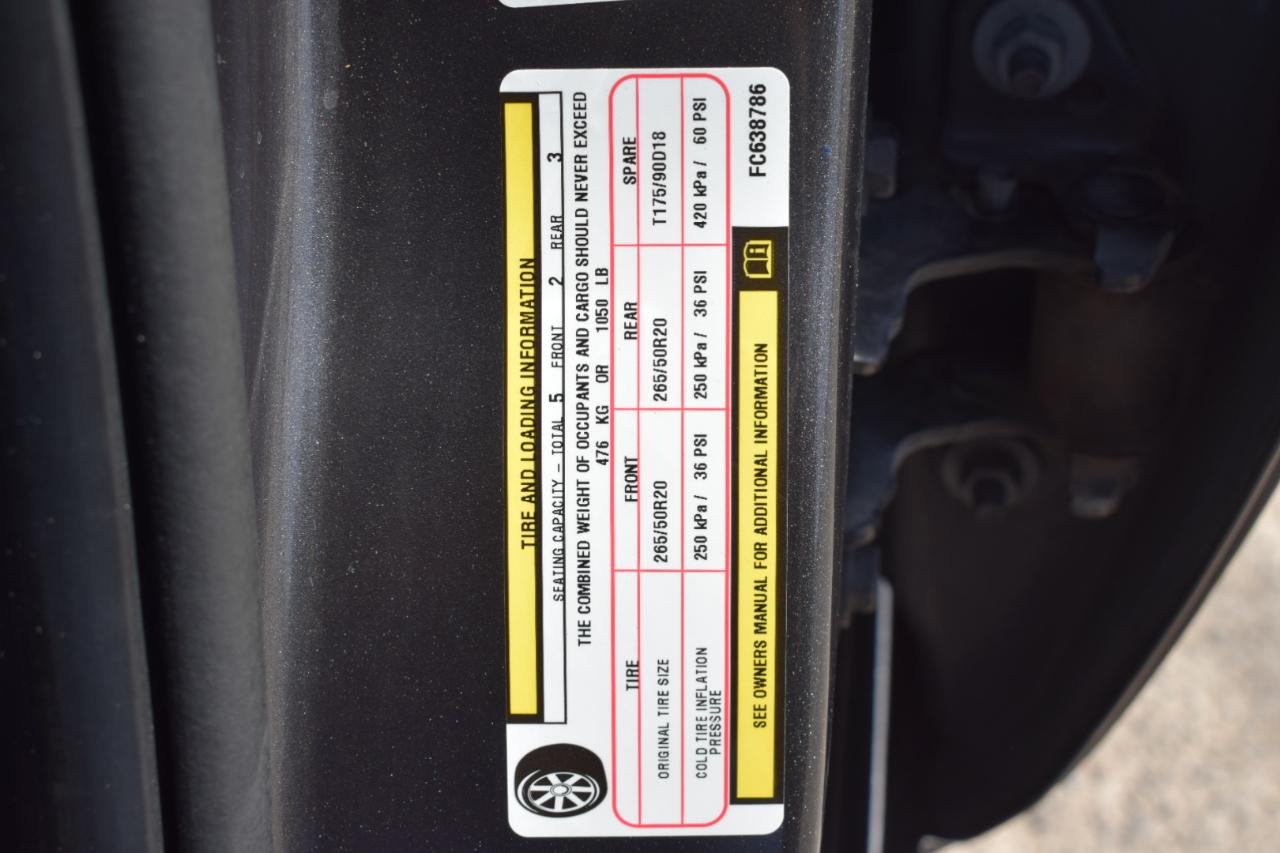 TIRE AND LOADING INFORMATION
SEATING CAPACITY – TOTAL 5 FRONT 2 REAR 3
THE COMBINED WEIGHT OF OCCUPANTS AND CARGO SHOULD NEVER EXCEED
476 KG OR 1050 LB
TIRE FRONT REAR SPARE
ORIGINAL TIRE SIZE 265/50R20 265/50R20 T175/90D18
COLD TIRE INFLATION PRESSURE 250 kPa / 36 PSI 250 kPa / 36 PSI 420 kPa / 60 PSI
SEE OWNERS MANUAL FOR ADDITIONAL INFORMATION
FC638786